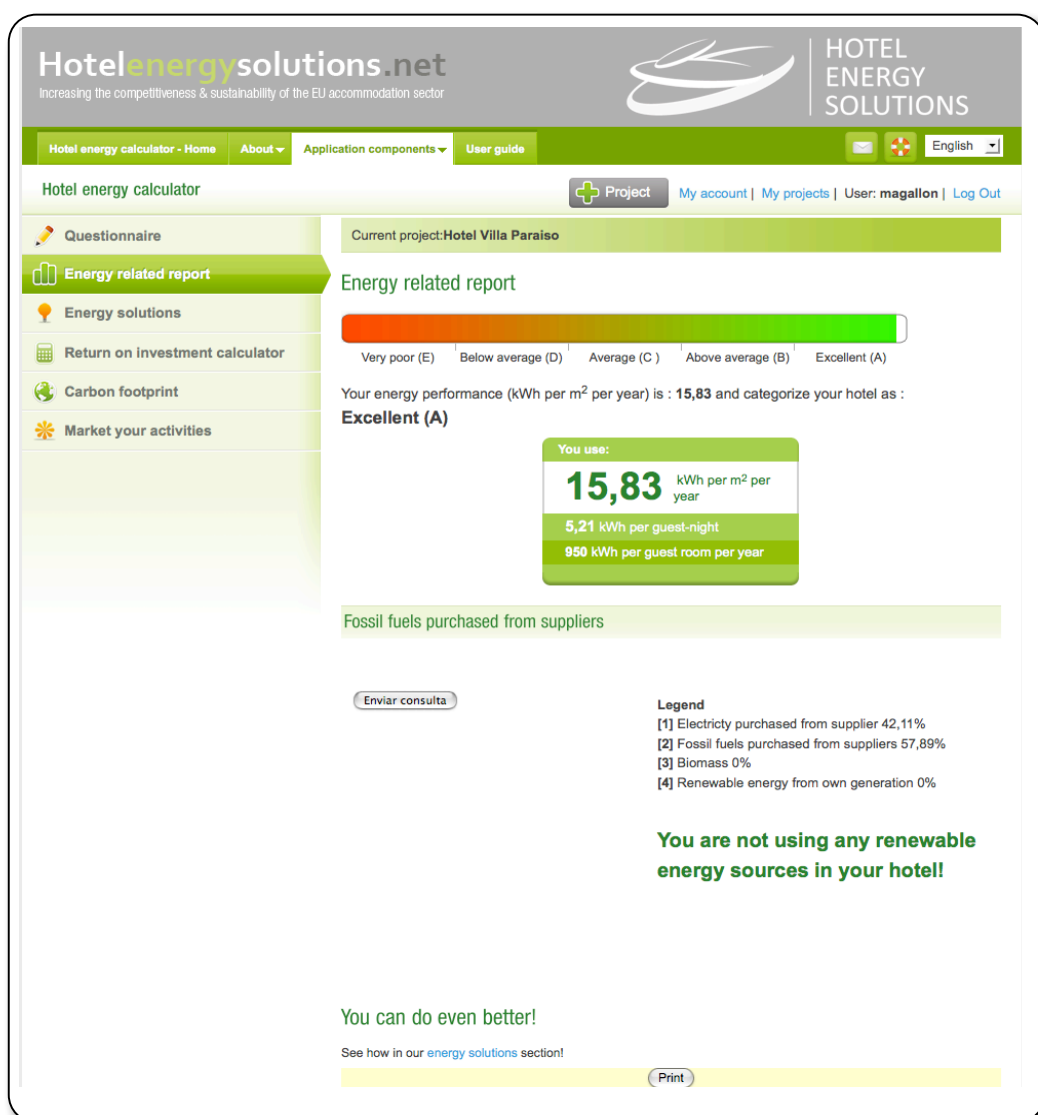 Hotelenergysolutions.net
Increasing the competitiveness & sustainability of the EU accommodation sector
HOTEL
ENERGY
SOLUTIONS
Hotel energy calculator - Home About Application components User guide English
Hotel energy calculator
Project My account | My projects | User: magallon | Log Out
Questionnaire
Energy related report
Energy solutions
Return on investment calculator
Carbon footprint
Market your activities
Current project:Hotel Villa Paraiso
Energy related report
Very poor (E) Below average (D) Average (C ) Above average (B) Excellent (A)
Your energy performance (kWh per m2 per year) is : 15,83 and categorize your hotel as :
Excellent (A)
You use:
15,83 kWh per m2 per
year
5,21 kWh per guest-night
950 kWh per guest room per year
Fossil fuels purchased from suppliers
Enviar consulta
Legend
[1] Electricty purchased from supplier 42,11%
[2] Fossil fuels purchased from suppliers 57,89%
[3] Biomass 0%
[4] Renewable energy from own generation 0%
You are not using any renewable
energy sources in your hotel!
You can do even better!
See how in our energy solutions section!
Print